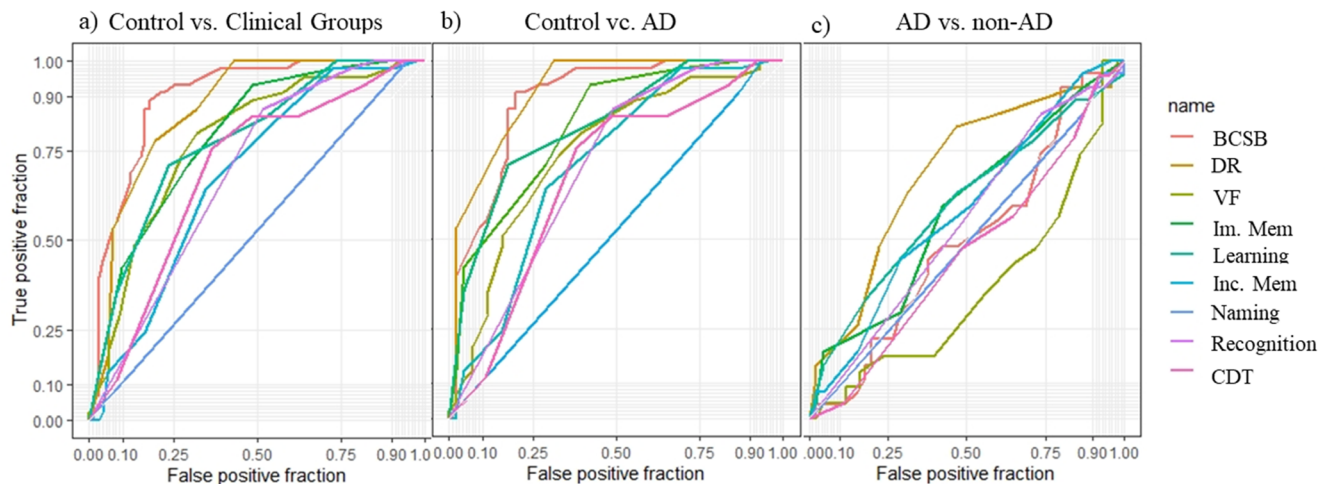 a) Control vs. Clinical Groups
b) Control vc. AD
c) AD vs. non-AD
True positive fraction
1.00
0.90
0.75
0.50
0.25
0.10
0.00
0.00 0.10 0.25 0.50 0.75 0.90 1.00
False positive fraction
0.00 0.10 0.25 0.50 0.75 0.90 1.00
False positive fraction
0.00 0.10 0.25 0.50 0.75 0.90 1.00
False positive fraction
name
BCSB
DR
VF
Im. Mem
Learning
Inc. Mem
Naming
Recognition
CDT